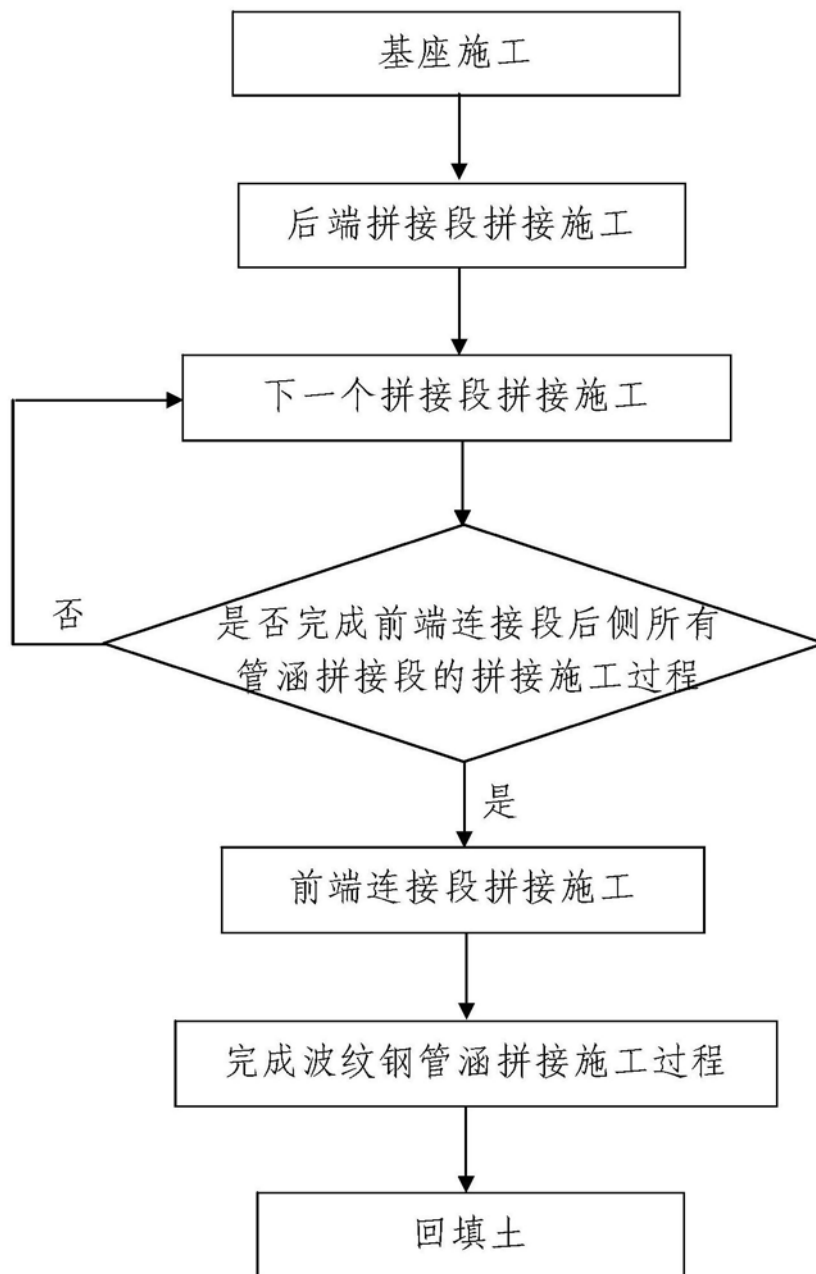 基座施工
后端拼接段拼接施工
下一个拼接段拼接施工
否
是否完成前端连接段后侧所有
管涵拼接段的拼接施工过程
是
前端连接段拼接施工
完成波纹钢管涵拼接施工过程
回填土